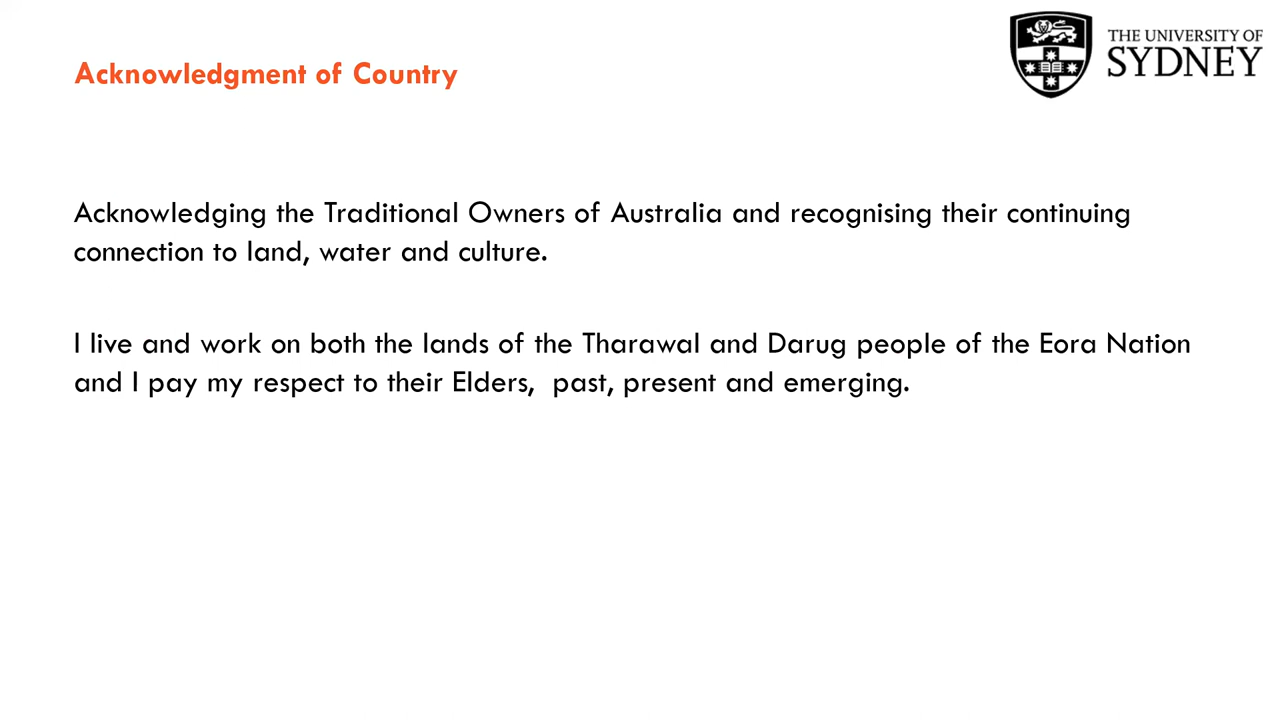 Acknowledgment of Country
THE UNIVERSITY OF
SYDNEY
Acknowledging the Traditional Owners of Australia and recognising their continuing
connection to land, water and culture.
I live and work on both the lands of the Tharawal and Darug people of the Eora Nation
and I pay my respect to their Elders,  past, present and emerging.